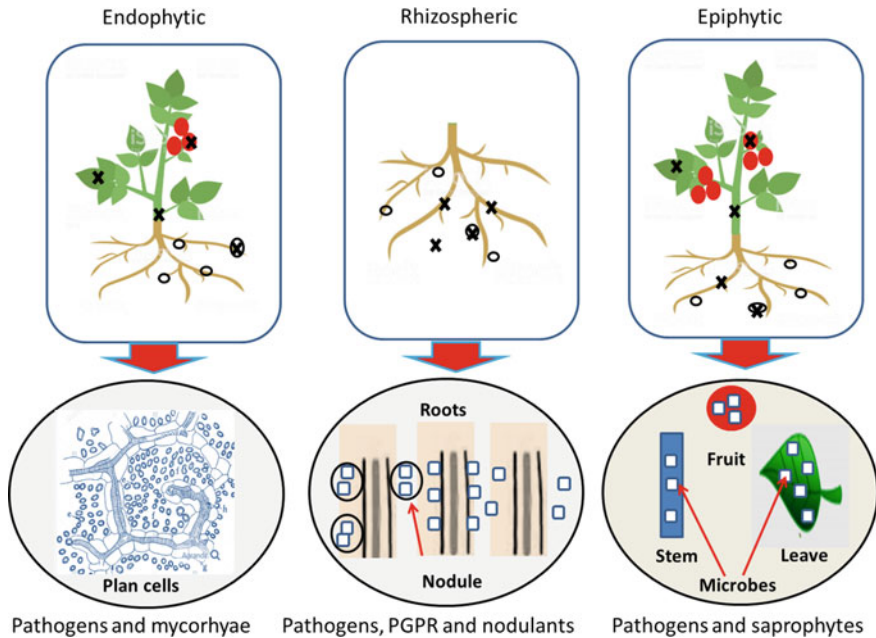 Endophytic
Rhizospheric
Epiphytic
Roots
Fruit
Plan cells
Nodule
Stem
Leave
Microbes
Pathogens and mycorhyae
Pathogens, PGPR and nodulants
Pathogens and saprophytes